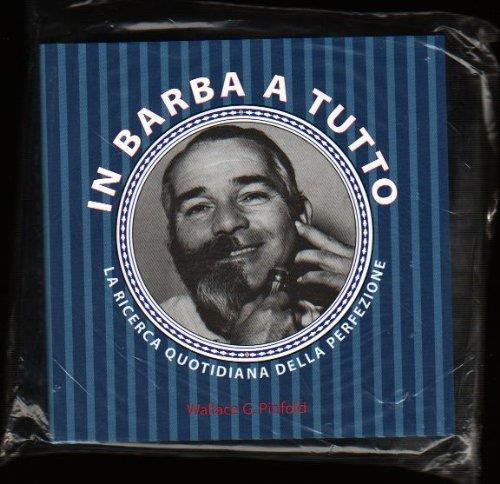 IN BARBA A TUTTO
LA RICERCA QUOTIDIANA DELLA PERFEZIONE
Wallace G. Pinfold